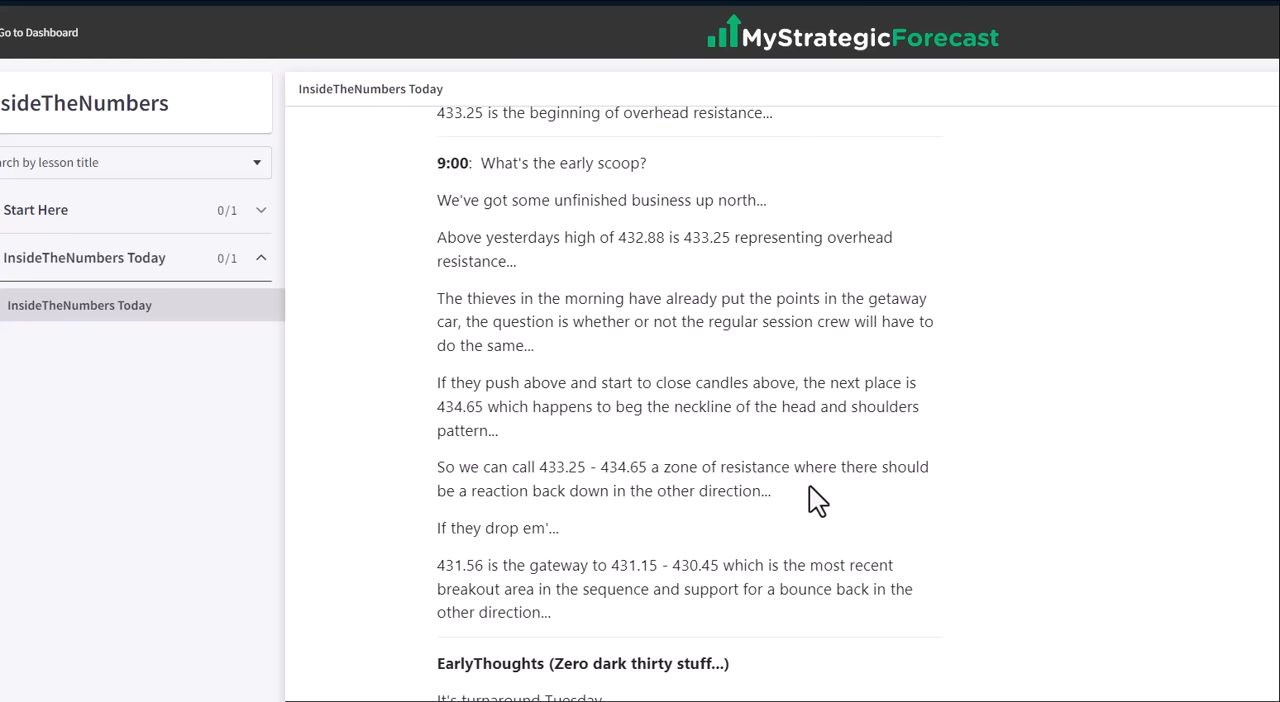 Go to Dashboard
MyStrategicForecast
sideTheNumbers
InsideTheNumbers Today
433.25 is the beginning of overhead resistance...
arch by lesson title
9:00: What's the early scoop?
We've got some unfinished business up north...
Start Here 0/1
Above yesterdays high of 432.88 is 433.25 representing overhead
resistance...
InsideTheNumbers Today 0/1
InsideTheNumbers Today
The thieves in the morning have already put the points in the getaway
car, the question is whether or not the regular session crew will have to
do the same...
If they push above and start to close candles above, the next place is
434.65 which happens to beg the neckline of the head and shoulders
pattern...
So we can call 433.25 - 434.65 a zone of resistance where there should
be a reaction back down in the other direction...
If they drop em'...
431.56 is the gateway to 431.15 - 430.45 which is the most recent
breakout area in the sequence and support for a bounce back in the
other direction...
EarlyThoughts (Zero dark thirty stuff...)
It's turnaround Tuesday